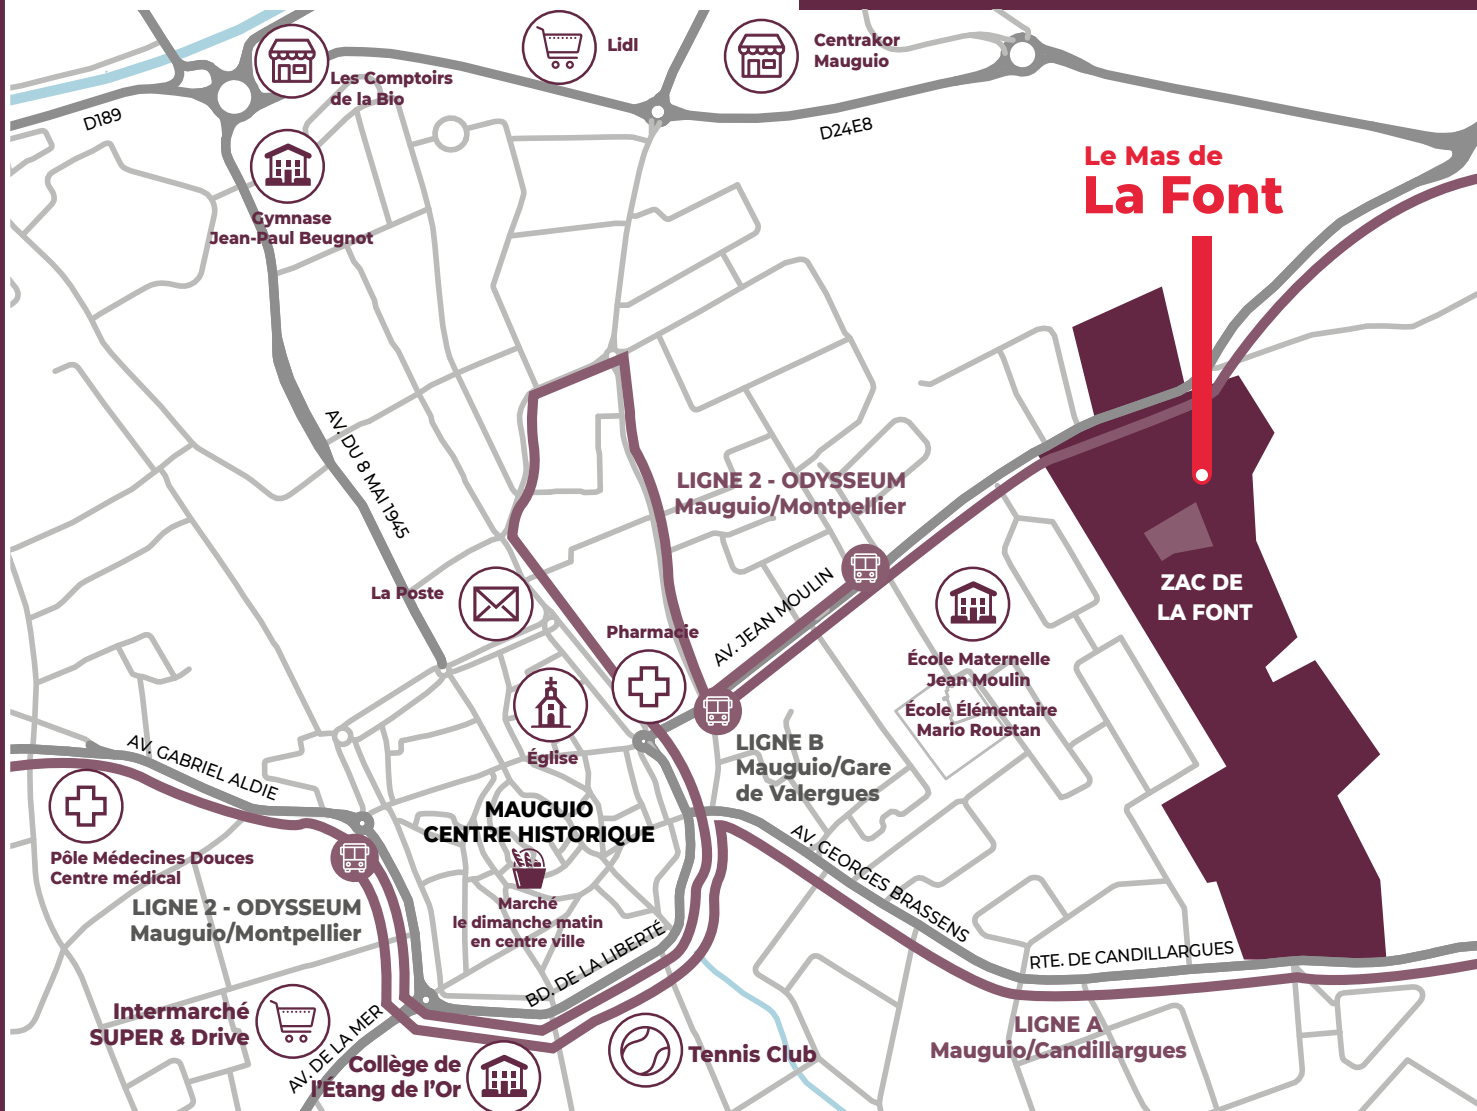 Lidl
Centrakor
Mauguio
Les Comptoirs
de la Bio
D189
D24E8
Le Mas de
La Font
Gymnase
Jean-Paul Beugnot
AV. DU 8 MAI 1945
LIGNE 2 - ODYSSEUM
Mauguio/Montpellier
La Poste
Pharmacie
AV. JEAN MOULIN
ZAC DE
LA FONT
École Maternelle
Jean Moulin
École Élémentaire
Mario Roustan
Église
LIGNE B
Mauguio/Gare
de Valergues
AV. GABRIEL ALDIE
MAUGUIO
CENTRE HISTORIQUE
Pôle Médecines Douces
Centre médical
AV. GEORGES BRASSENS
LIGNE 2 - ODYSSEUM
Mauguio/Montpellier
Marché
le dimanche matin
en centre ville
BD. DE LA LIBERTÉ
RTE. DE CANDILLARGUES
Intermarché
SUPER & Drive
AV. DE LA MER
LIGNE A
Mauguio/Candillargues
Collège de
l'Étang de l'Or
Tennis Club